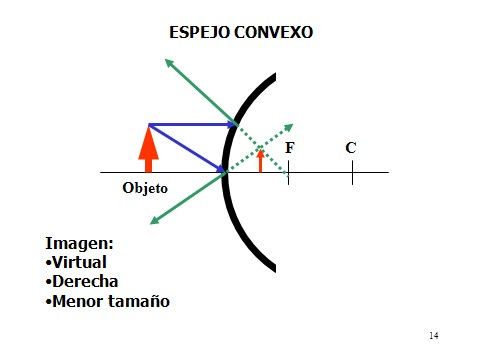 ESPEJO CONVEXO
F
C
Objeto
Imagen:
•Virtual
•Derecha
•Menor tamaño
14